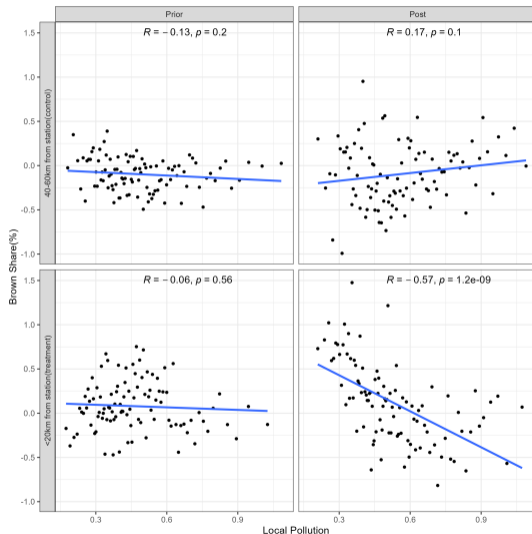 Prior
Post
40-60km from station(control)
R = −0.13, p = 0.2
R = 0.17, p = 0.1
1.5
1.0
0.5
0.0
-0.5
-1.0
Brown Share(%)
<20km from station(treatment)
R = −0.06, p = 0.56
R = −0.57, p = 1.2e-09
1.5
1.0
0.5
0.0
-0.5
-1.0
0.3 0.6 0.9
0.3 0.6 0.9
Local Pollution